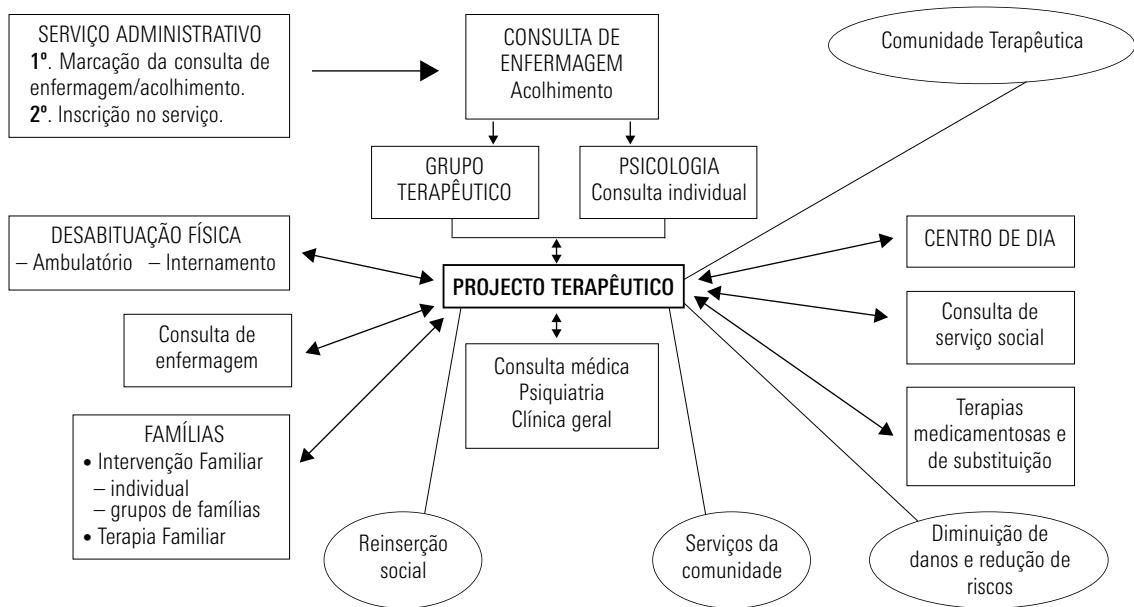 SERVIÇO ADMINISTRATIVO
1º. Marcação da consulta de
enfermagem/acolhimento.
2º. Inscrição no serviço.
CONSULTA DE
ENFERMAGEM
Acolhimento
Comunidade Terapêutica
GRUPO
TERAPÊUTICO
PSICOLOGIA
Consulta individual
DESABITUAÇÃO FÍSICA
– Ambulatório – Internamento
CENTRO DE DIA
PROJECTO TERAPÊUTICO
Consulta de
enfermagem
Consulta médica
Psiquiatria
Clínica geral
Consulta de
serviço social
FAMÍLIAS
• Intervenção Familiar
– individual
– grupos de famílias
• Terapia Familiar
Terapias
medicamentosas e
de substituição
Reinserção
social
Serviços da
comunidade
Diminuição de
danos e redução de
riscos